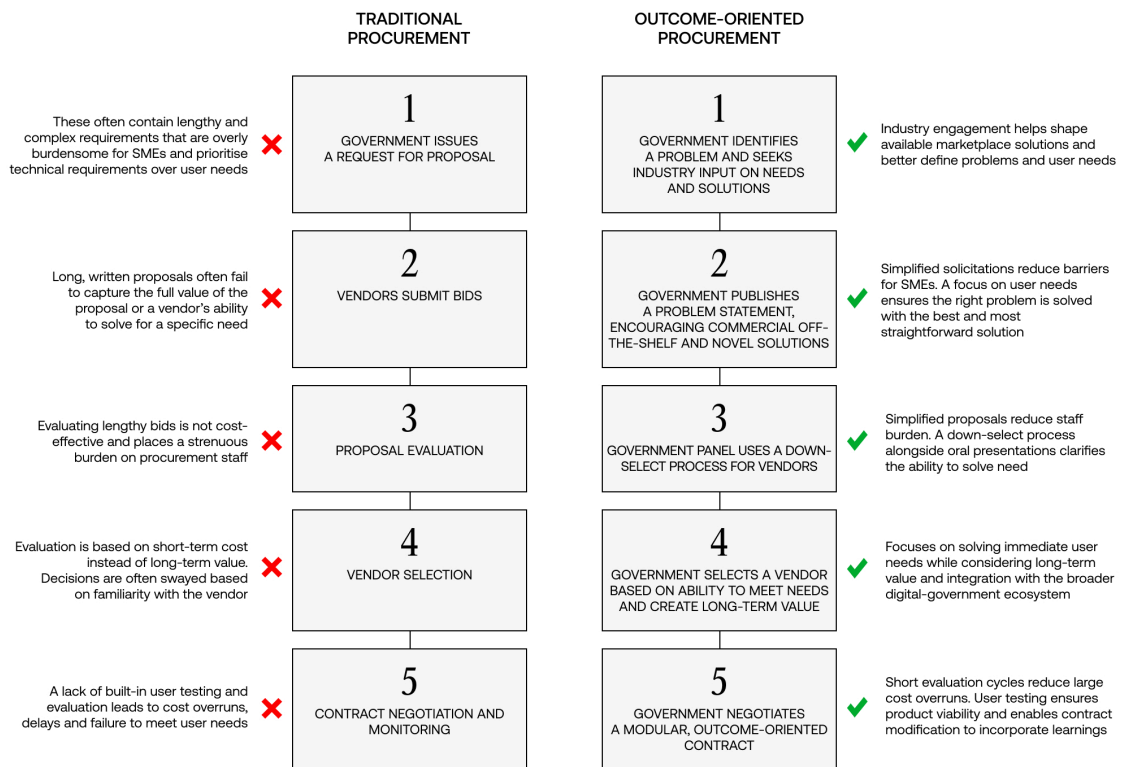 TRADITIONAL
PROCUREMENT
OUTCOME-ORIENTED
PROCUREMENT
These often contain lengthy and
complex requirements that are overly
burdensome for SMEs and prioritise
technical requirements over user needs
1
GOVERNMENT ISSUES
A REQUEST FOR PROPOSAL
1
GOVERNMENT IDENTIFIES
A PROBLEM AND SEEKS
INDUSTRY INPUT ON NEEDS
AND SOLUTIONS
Industry engagement helps shape
available marketplace solutions and
better define problems and user needs
Long, written proposals often fail
to capture the full value of the
proposal or a vendor's ability
to solve for a specific need
2
VENDORS SUBMIT BIDS
2
GOVERNMENT PUBLISHES
A PROBLEM STATEMENT,
ENCOURAGING COMMERCIAL OFF-
THE-SHELF AND NOVEL SOLUTIONS
Simplified solicitations reduce barriers
for SMEs. A focus on user needs
ensures the right problem is solved
with the best and most
straightforward solution
Evaluating lengthy bids is not cost-
effective and places a strenuous
burden on procurement staff
3
PROPOSAL EVALUATION
3
GOVERNMENT PANEL USES A DOWN-
SELECT PROCESS FOR VENDORS
Simplified proposals reduce staff
burden. A down-select process
alongside oral presentations clarifies
the ability to solve need
Evaluation is based on short-term cost
instead of long-term value.
Decisions are often swayed based
on familiarity with the vendor
4
VENDOR SELECTION
4
GOVERNMENT SELECTS A VENDOR
BASED ON ABILITY TO MEET NEEDS
AND CREATE LONG-TERM VALUE
Focuses on solving immediate user
needs while considering long-term
value and integration with the broader
digital-government ecosystem
A lack of built-in user testing and
evaluation leads to cost overruns,
delays and failure to meet user needs
5
CONTRACT NEGOTIATION AND
MONITORING
5
GOVERNMENT NEGOTIATES
A MODULAR, OUTCOME-ORIENTED
CONTRACT
Short evaluation cycles reduce large
cost overruns. User testing ensures
product viability and enables contract
modification to incorporate learnings